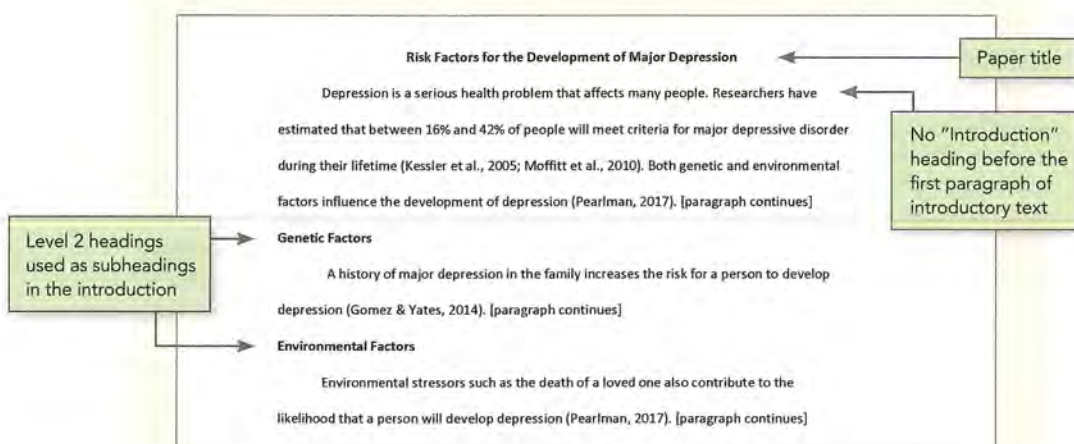 Risk Factors for the Development of Major Depression
Paper title
Depression is a serious health problem that affects many people. Researchers have
estimated that between 16% and 42% of people will meet criteria for major depressive disorder
during their lifetime (Kessler et al., 2005; Moffitt et al., 2010). Both genetic and environmental
factors influence the development of depression (Pearlman, 2017). [paragraph continues]
No "Introduction"
heading before the
first paragraph of
introductory text
Level 2 headings
used as subheadings
in the introduction
Genetic Factors
A history of major depression in the family increases the risk for a person to develop
depression (Gomez & Yates, 2014). [paragraph continues]
Environmental Factors
Environmental stressors such as the death of a loved one also contribute to the
likelihood that a person will develop depression (Pearlman, 2017). [paragraph continues]